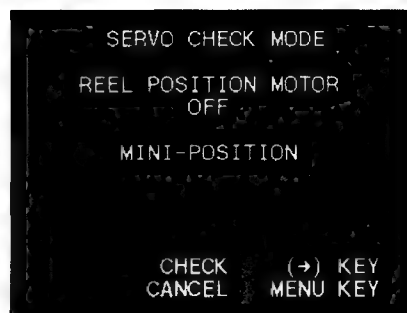 SERVO CHECK MODE
REEL POSITION MOTOR
OFF
MINI-POSITION
CHECK (→) KEY
CANCEL MENU KEY